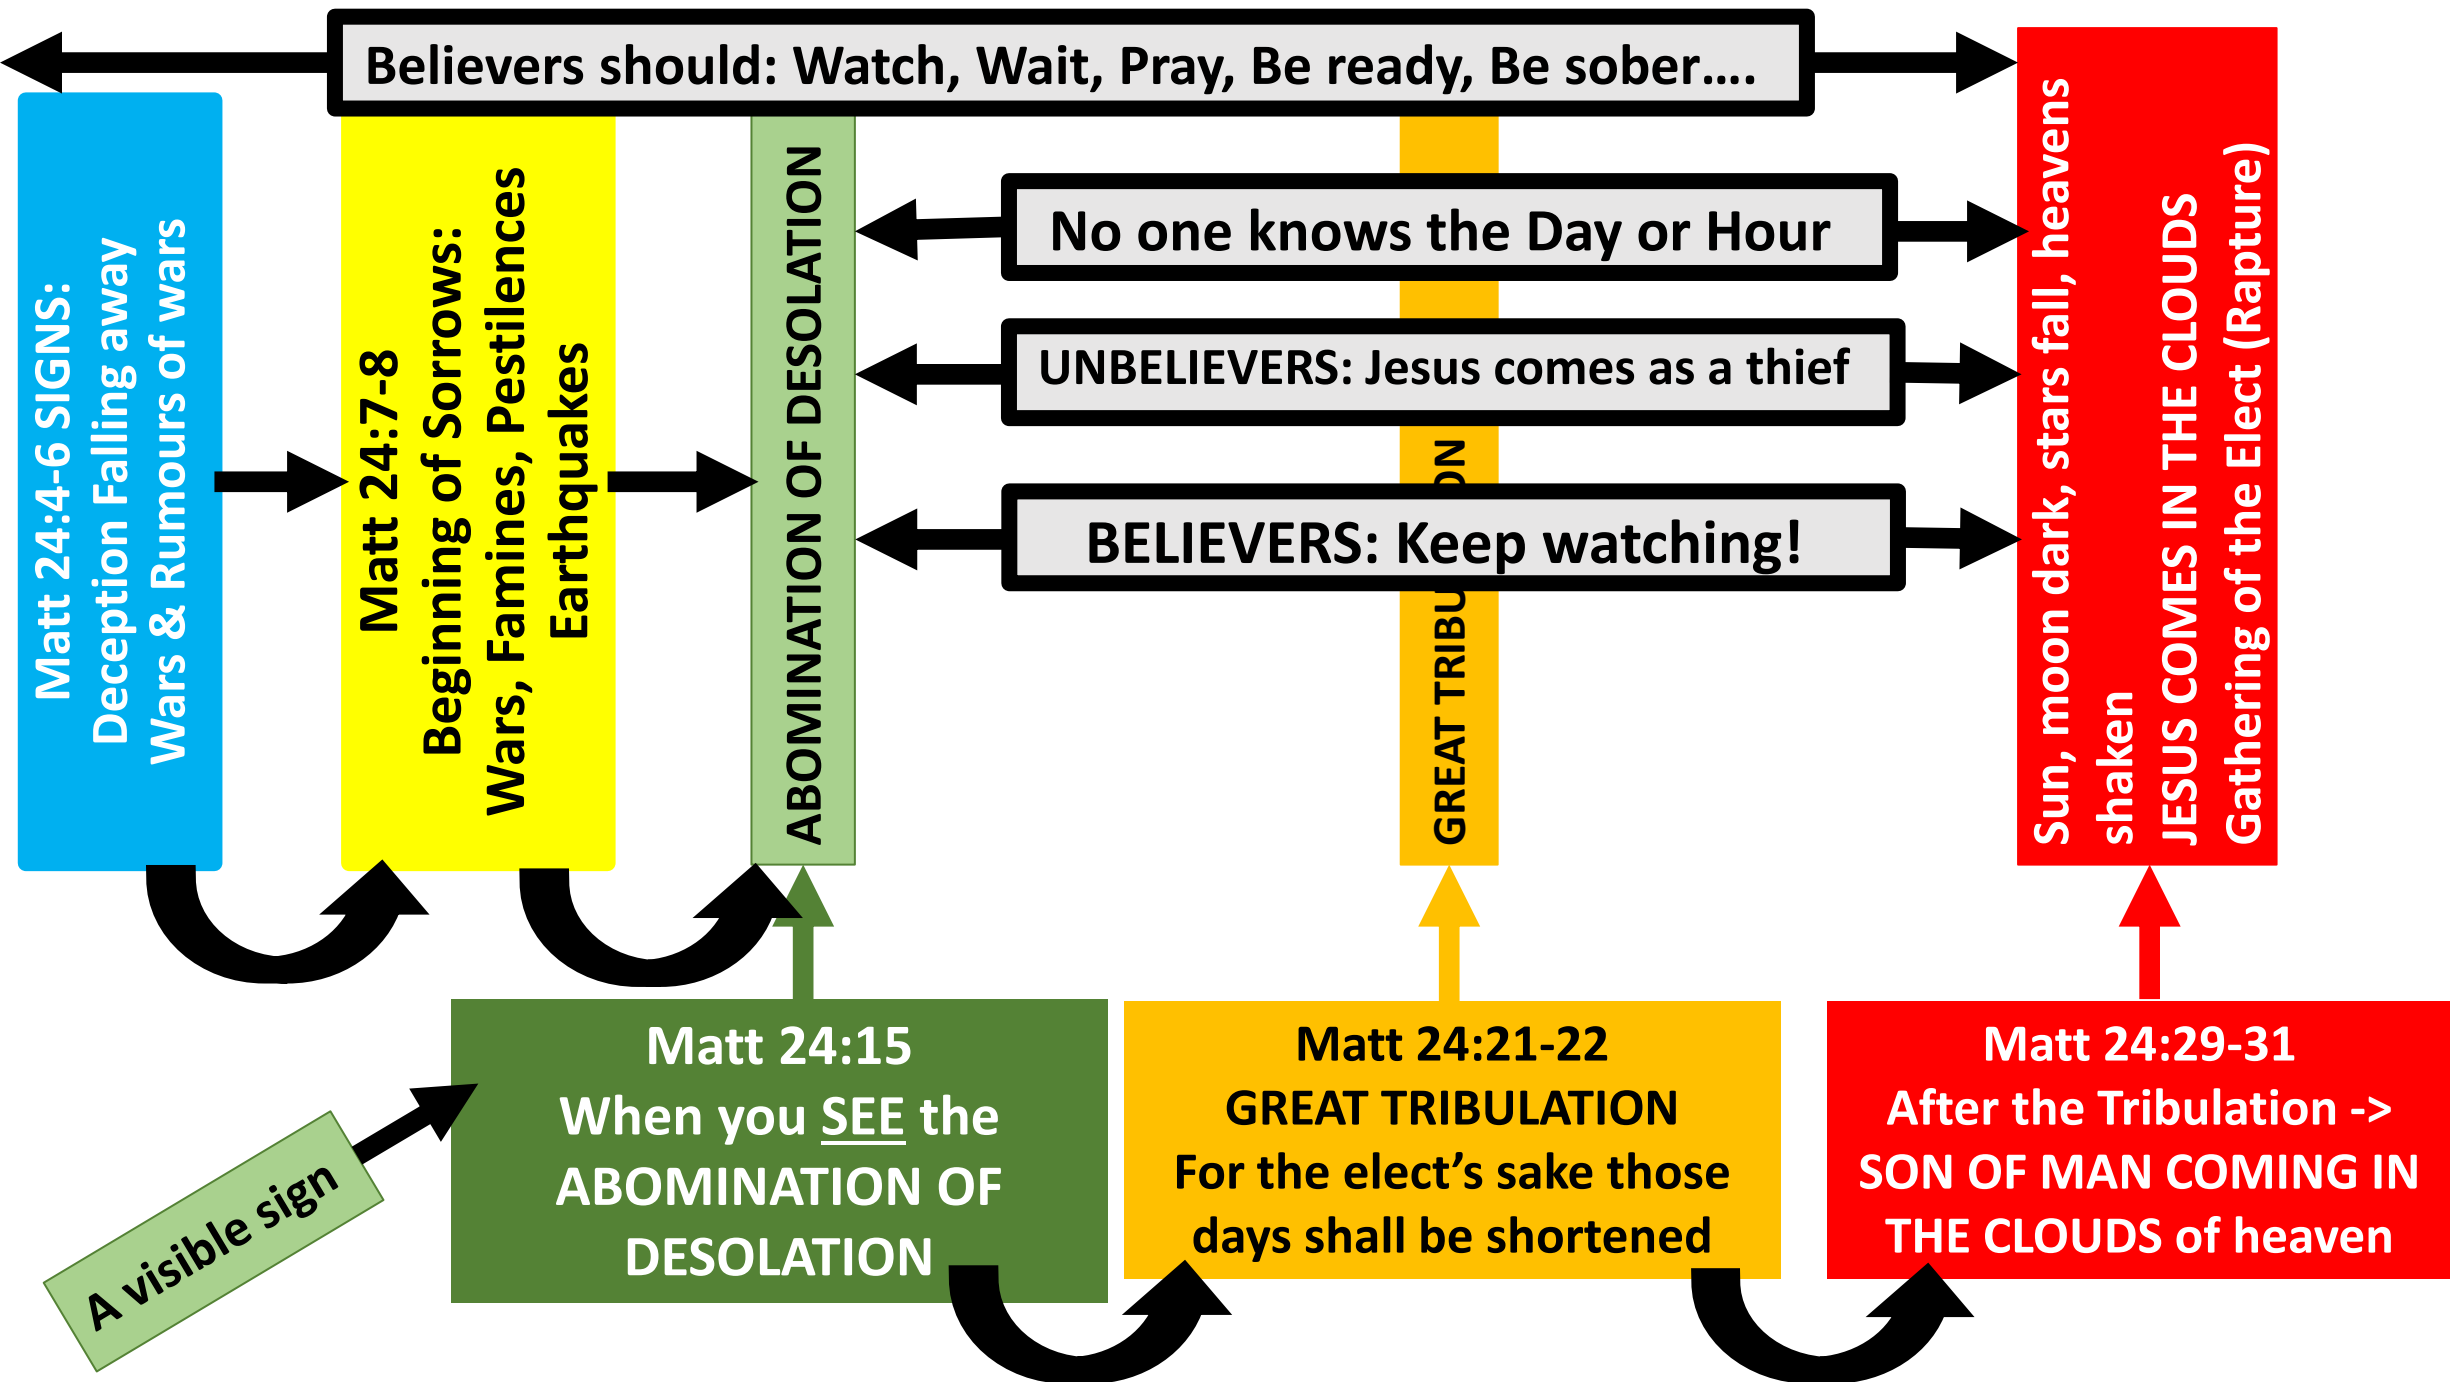 Believers should: Watch, Wait, Pray, Be ready, Be sober....
Matt 24:4-6 SIGNS:
Deception Falling away
Wars & Rumours of wars
Matt 24:7-8
Beginning of Sorrows:
Wars, Famines, Pestilences
Earthquakes
ABOMINATION OF DESOLATION
No one knows the Day or Hour
UNBELIEVERS: Jesus comes as a thief
BELIEVERS: Keep watching!
GREAT TRIBU ON
Sun, moon dark, stars fall, heavens
shaken
JESUS COMES IN THE CLOUDS
Gathering of the Elect (Rapture)
A visible sign
Matt 24:15
When you SEE the
ABOMINATION OF
DESOLATION
Matt 24:21-22
GREAT TRIBULATION
For the elect’s sake those
days shall be shortened
Matt 24:29-31
After the Tribulation ->
SON OF MAN COMING IN
THE CLOUDS of heaven